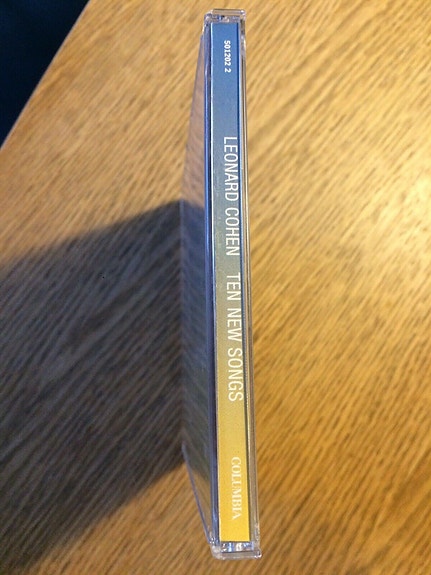 501202 2
LEONARD COHEN TEN NEW SONGS
COLUMBIA